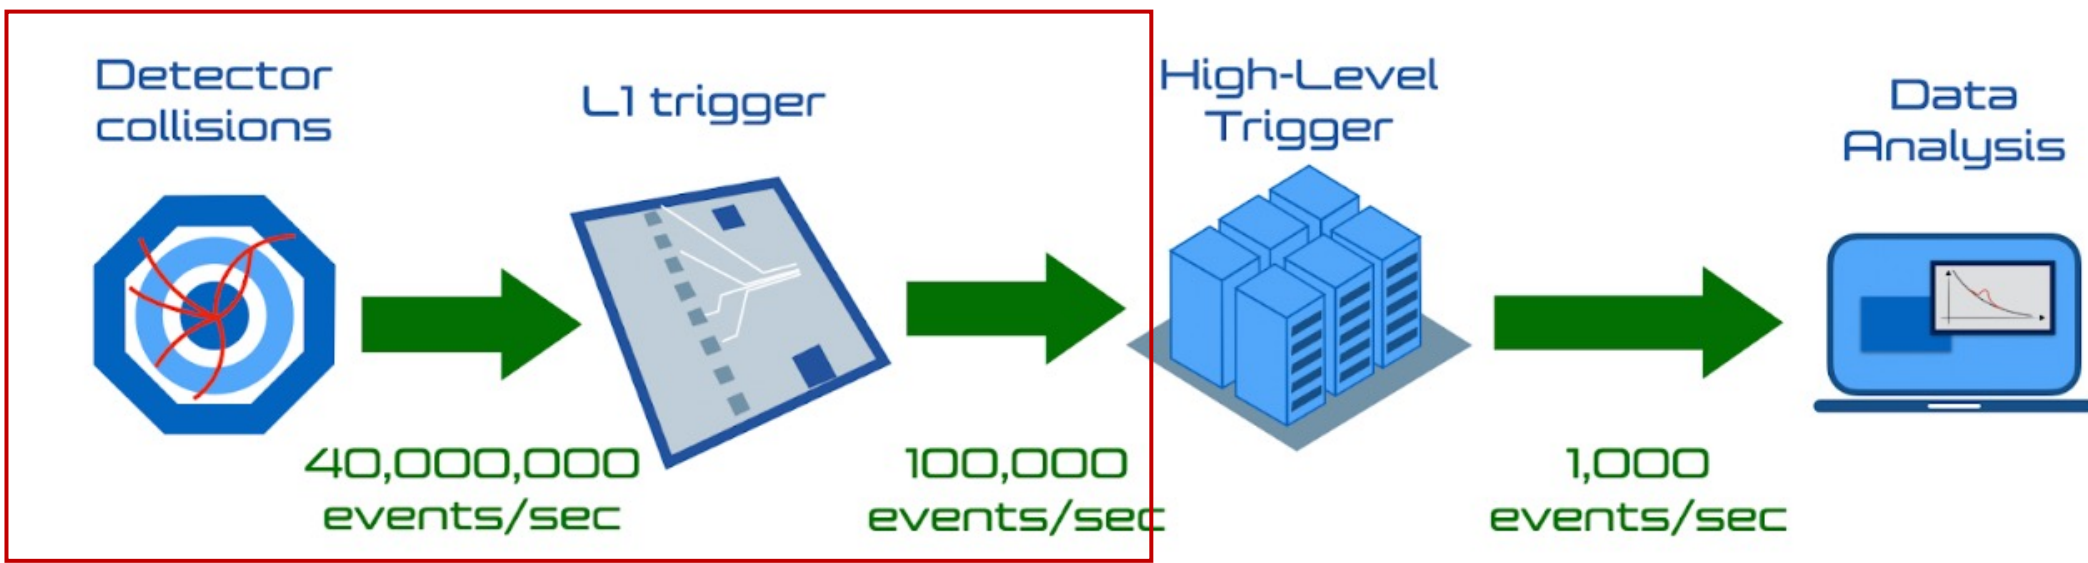 Detector
collisions
L1 trigger
High-Level
Trigger
Data
Analysis
40,000,000
events/sec
100,000
events/sec
1,000
events/sec